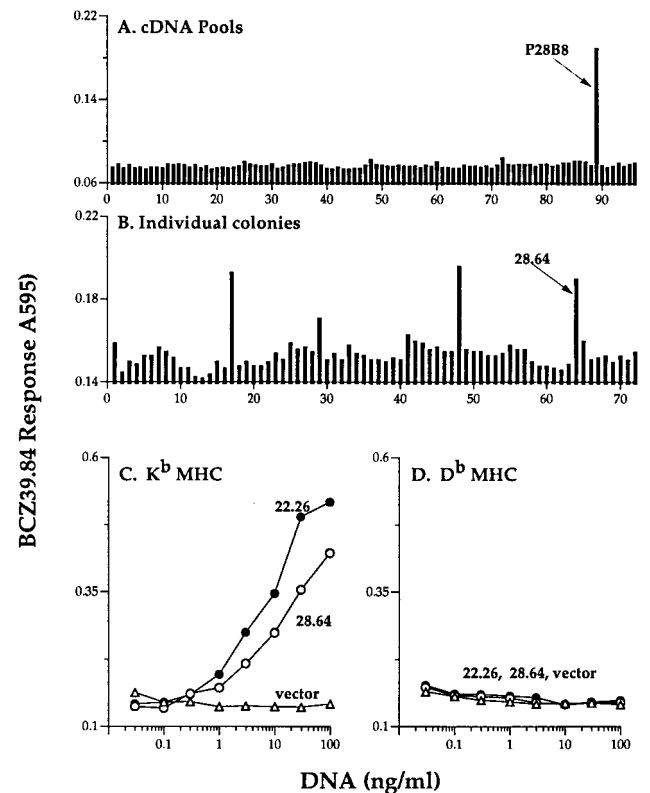 A. cDNA Pools
P28B8
0.22
0.14
0.06
0 10 20 30 40 50 60 70 80 90
B. Individual colonies
28.64
0.22
0.18
0.14
0 10 20 30 40 50 60 70
BCZ39.84 Response A595)
C. K^b MHC
22.26
28.64
vector
0.6
0.35
0.1
0.1 1 10 100
D. D^b MHC
22.26, 28.64, vector
0.6
0.35
0.1
0.1 1 10 100
DNA (ng/ml)